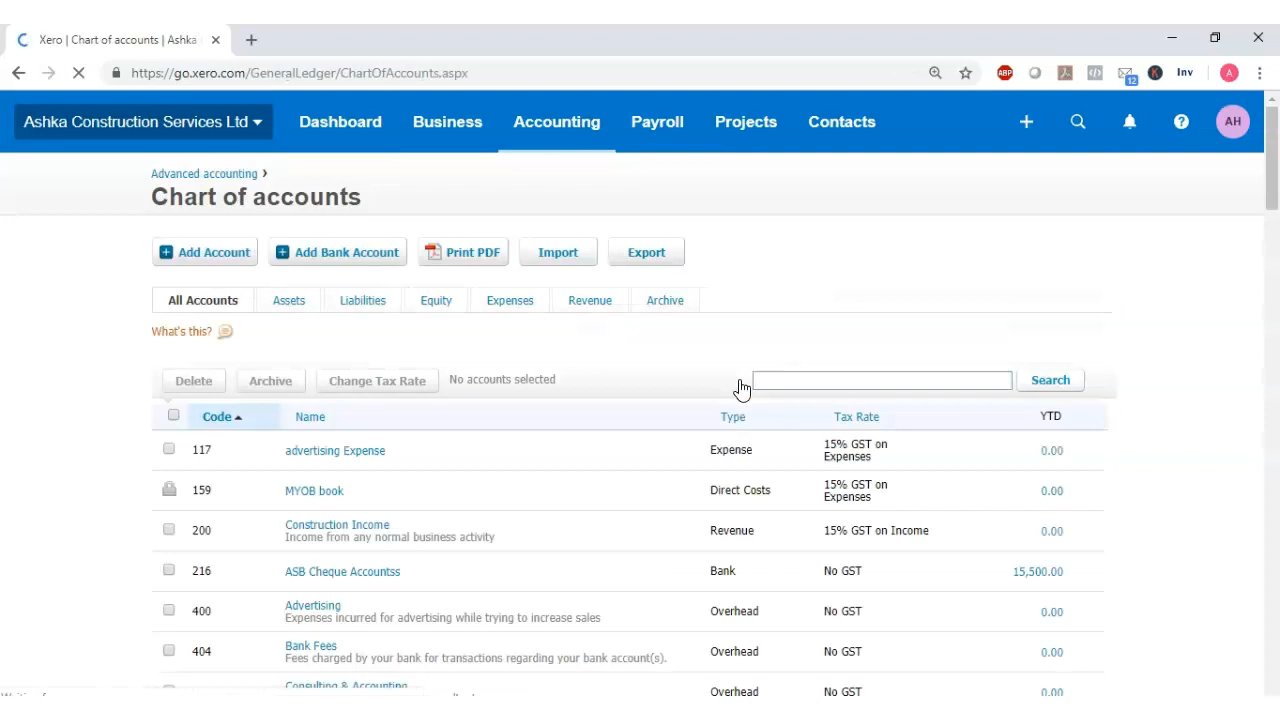 Xero | Chart of accounts | Ashka
https://go.xero.com/GeneralLedger/ChartOfAccounts.aspx
ABP
12
K
Inv
A
Ashka Construction Services Ltd
Dashboard
Business
Accounting
Payroll
Projects
Contacts
AH
Advanced accounting
Chart of accounts
Add Account
Add Bank Account
Print PDF
Import
Export
All Accounts
Assets
Liabilities
Equity
Expenses
Revenue
Archive
What's this?
Delete
Archive
Change Tax Rate
No accounts selected
Search
Code Name Type Tax Rate YTD
117 advertising Expense Expense 15% GST on 0.00
Expenses
159 MYOB book Direct Costs 15% GST on 0.00
Expenses
200 Construction Income Revenue 15% GST on Income 0.00
Income from any normal business activity
216 ASB Cheque Accountss Bank No GST 15,500.00
400 Advertising Overhead No GST 0.00
Expenses incurred for advertising while trying to increase sales
404 Bank Fees Overhead No GST 0.00
Fees charged by your bank for transactions regarding your bank account(s).
Consulting & Accounting Overhead No GST 0.00